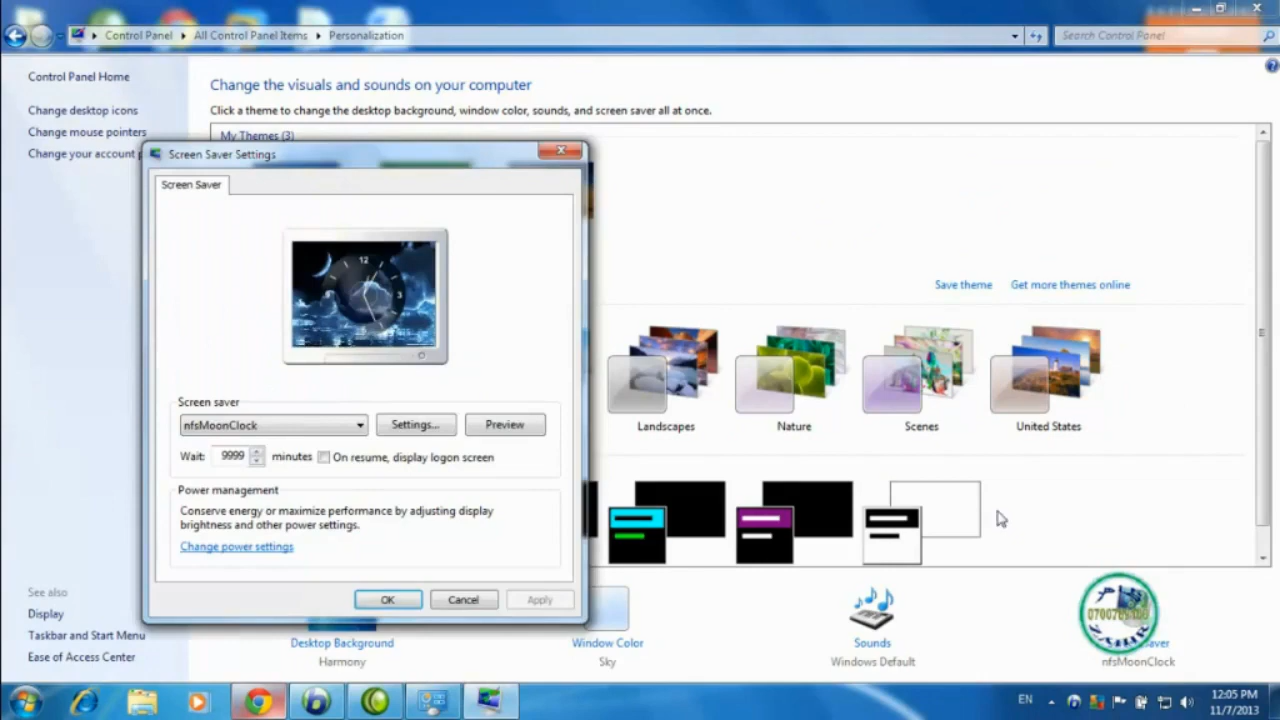 Control Panel
All Control Panel Items
Personalization
Search Control Panel
Control Panel Home
Change desktop icons
Change mouse pointers
Change your account
See also
Display
Taskbar and Start Menu
Ease of Access Center
Change the visuals and sounds on your computer
Click a theme to change the desktop background, window color, sounds, and screen saver all at once.
My Themes (3)
Save theme
Get more themes online
Landscapes
Nature
Scenes
United States
Screen Saver Settings
Screen Saver
12
3
Screen saver
nfsMoonClock
Settings...
Preview
Wait: 9999 minutes
On resume, display logon screen
Power management
Conserve energy or maximize performance by adjusting display
brightness and other power settings.
Change power settings
OK
Cancel
Apply
Desktop Background
Harmony
Window Color
Sky
Sounds
Windows Default
nfsMoonClock
EN
12:05 PM
11/7/2013